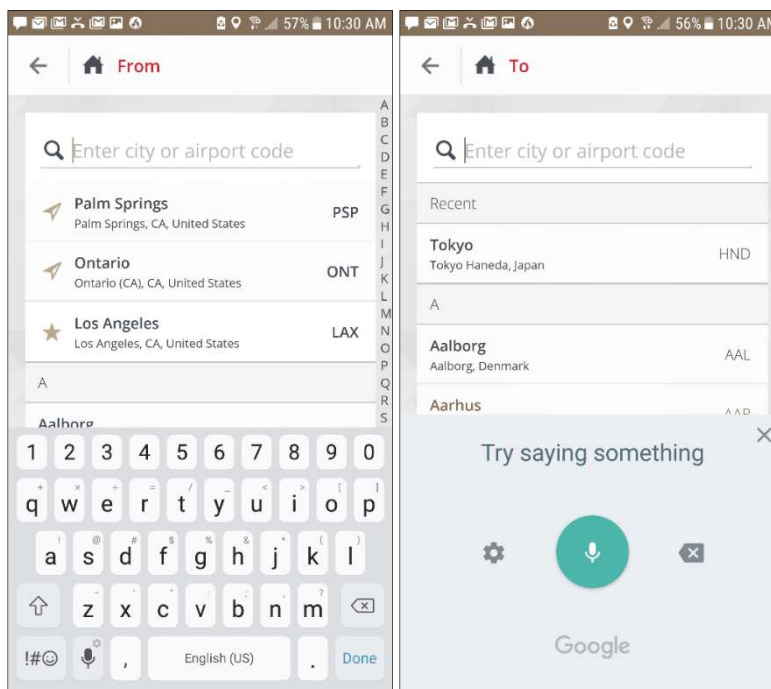 57% 10:30 AM
From
Enter city or airport code
Palm Springs
Palm Springs, CA, United States
PSP
Ontario
Ontario (CA), CA, United States
ONT
Los Angeles
Los Angeles, CA, United States
LAX
A
Aalborg
A
B
C
D
E
F
G
H
I
J
K
L
M
N
O
P
Q
R
S
1 2 3 4 5 6 7 8 9 0
q w e r t y u i o p
a s d f g h j k l
z x c v b n m
!#☺ , English (US) . Done
56% 10:30 AM
To
Enter city or airport code
Recent
Tokyo
Tokyo Haneda, Japan
HND
A
Aalborg
Aalborg, Denmark
AAL
Aarhus
AAR
Try saying something
Google